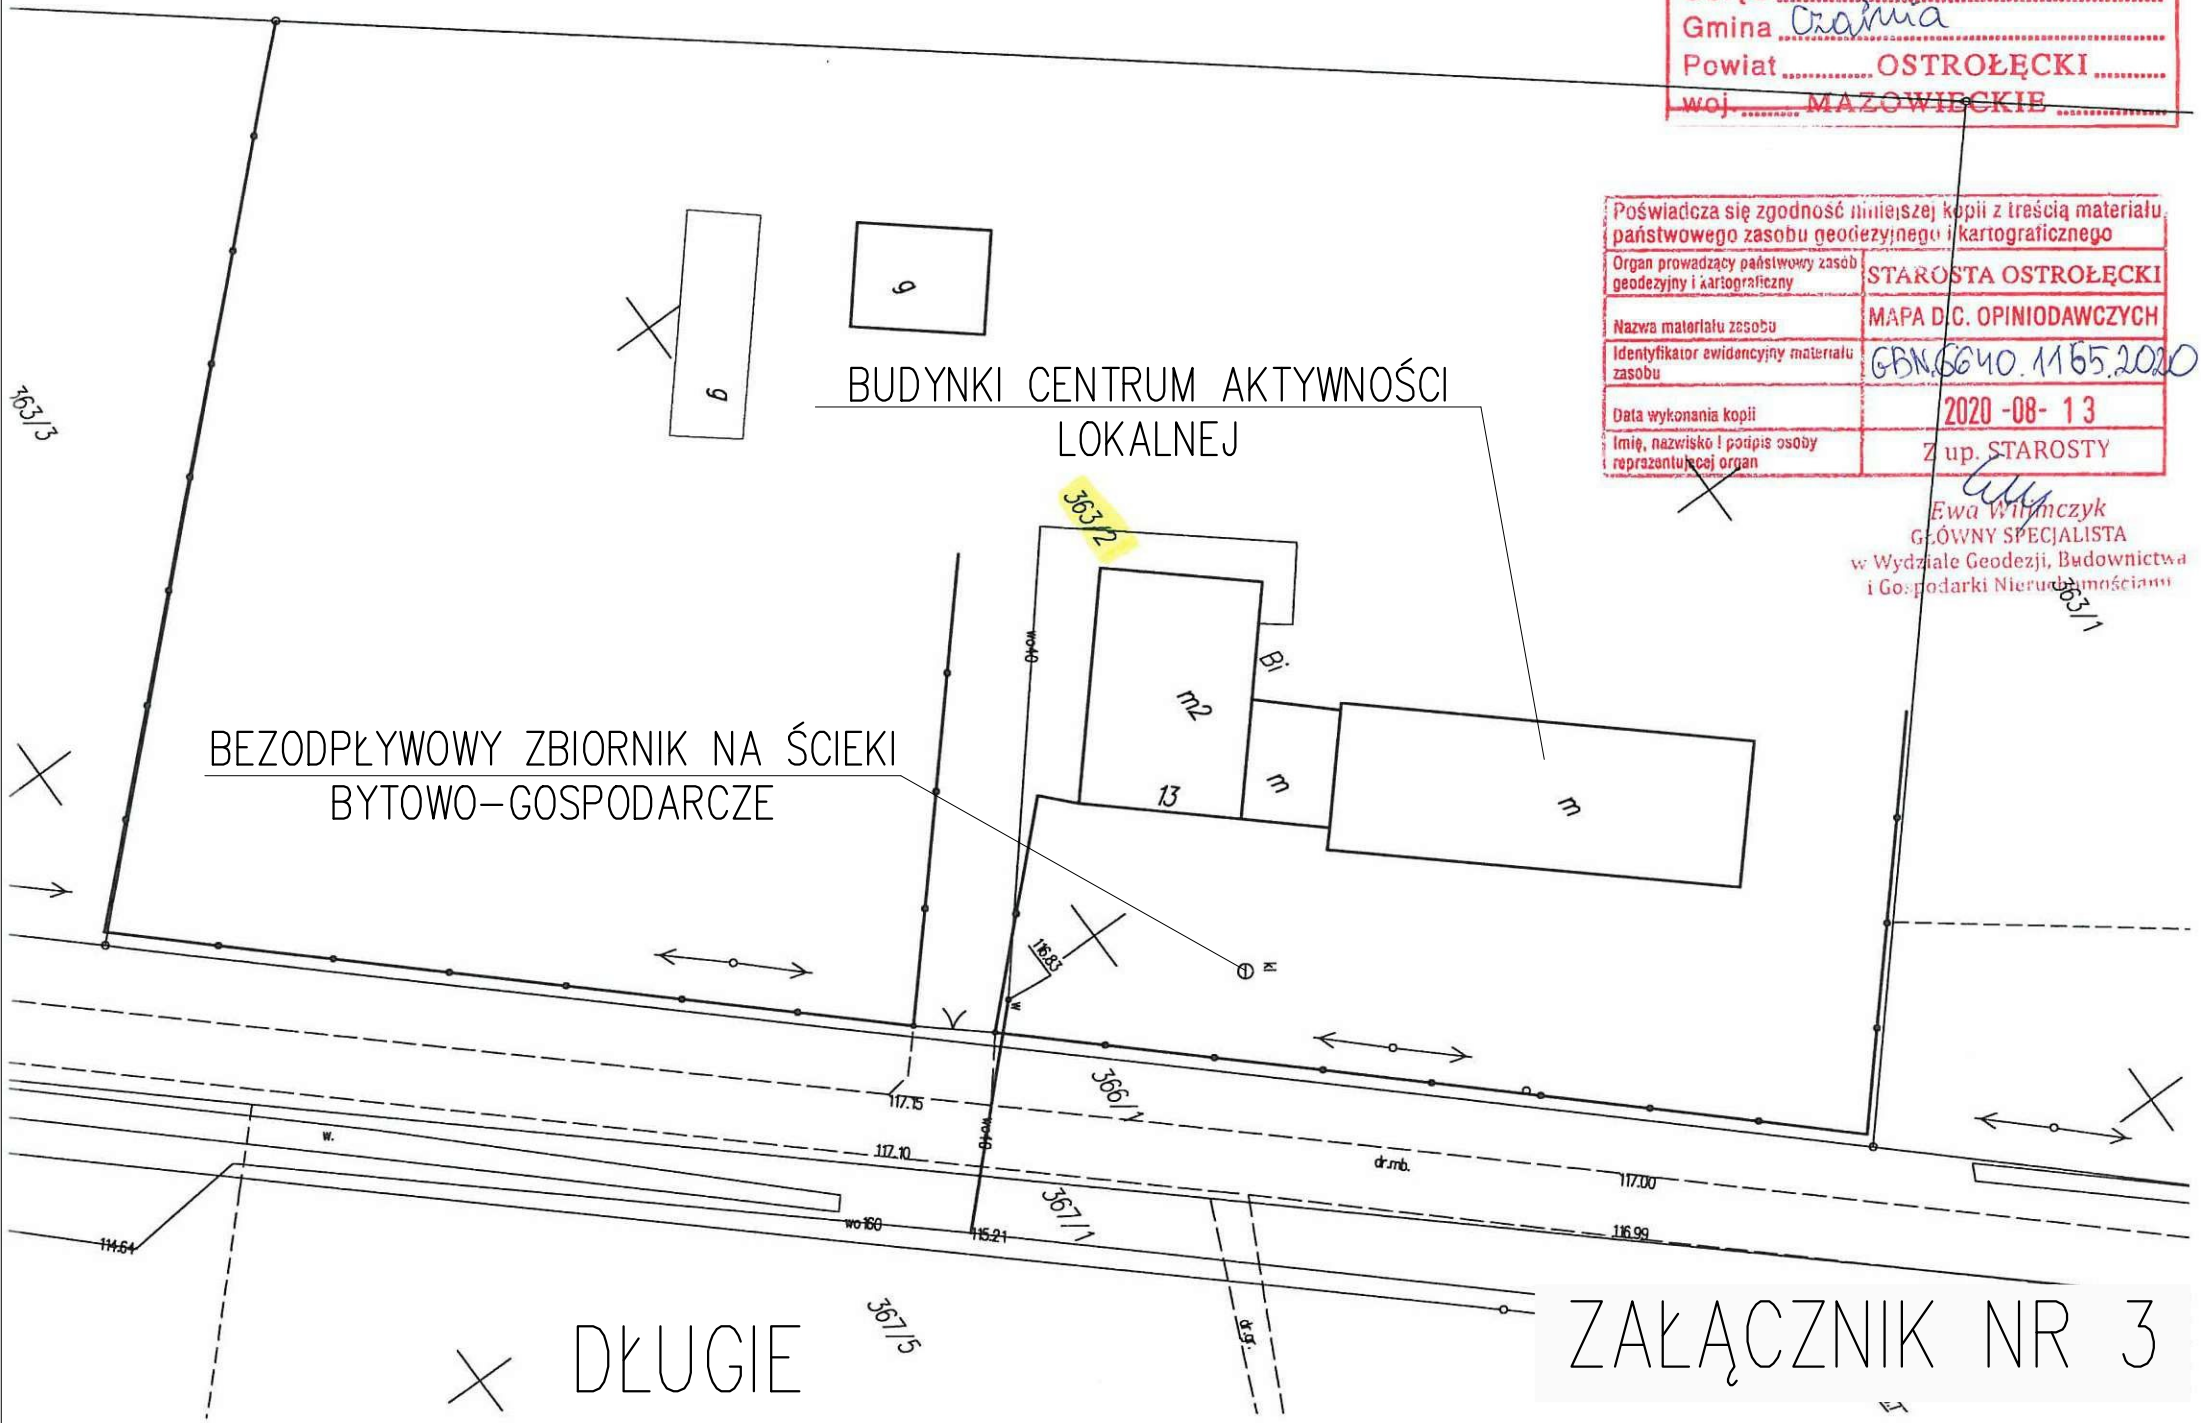 Gmina Czarnia
Powiat OSTROŁĘCKI
woj. MAZOWIECKIE
Poświadcza się zgodność niniejszej kopii z treścią materiału
państwowego zasobu geodezyjnego i kartograficznego
Organ prowadzący państwowy zasób
geodezyjny i kartograficzny
STAROSTA OSTROŁĘCKI
Nazwa materiału zasobu
MAPA D.C. OPINIODAWCZYCH
Identyfikator ewidencyjny materiału
zasobu
GBN.6640.1165.2020
Data wykonania kopii
2020 -08- 13
Imię, nazwisko i podpis osoby
reprezentującej organ
Z up. STAROSTY
GŁÓWNY SPECJALISTA
w Wydziale Geodezji, Budownictwa
i Gospodarki Nieruchomościami
g
g
363/3
BUDYNKI CENTRUM AKTYWNOŚCI
LOKALNEJ
363/2
363/1
wo40
Bi
m2
m
13
m
BEZODPŁYWOWY ZBIORNIK NA ŚCIEKI
BYTOWO-GOSPODARCZE
116.83
w
kl
366/1
117.15
wo40
w.
117.10
dr.mb.
117.00
367/1
wo160
115.21
116.99
114.64
367/5
dr.gr.
DŁUGIE
ZAŁĄCZNIK NR 3